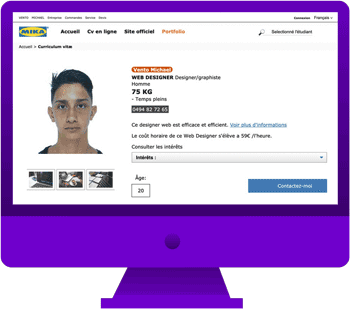 VENTO MICHAEL Entreprise Commandes Service Store
Connexion Français
MIKA
Accueil Cv en ligne Site officiel Portfolio
Selectionné l'étudiant
Accueil > Curriculum vitæ
Vento Michael
WEB DESIGNER Designer/graphiste
Homme
75 KG
- Temps pleins
0494 82 72 65
Ce designer web est efficace et efficient. Voir plus d'informations
Le coût horaire de ce Web Designer s'élève a 59€ /l'heure.
Consulter les intérêts
Intérêts :
Âge:
20
Contactez-moi